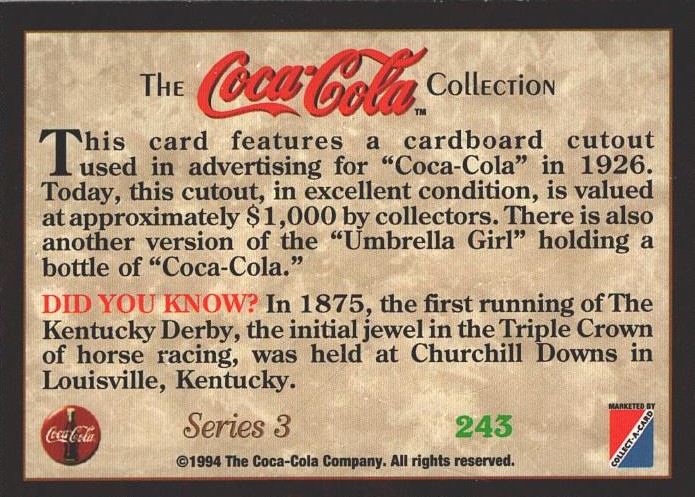 The Coca-Cola™ Collection
This card features a cardboard cutout
used in advertising for “Coca-Cola” in 1926.
Today, this cutout, in excellent condition, is valued
at approximately $1,000 by collectors. There is also
another version of the “Umbrella Girl” holding a
bottle of “Coca-Cola.”
DID YOU KNOW? In 1875, the first running of The
Kentucky Derby, the initial jewel in the Triple Crown
of horse racing, was held at Churchill Downs in
Louisville, Kentucky.
Coca-Cola
Series 3
243
MARKETED BY
COLLECT-A-CARD
©1994 The Coca-Cola Company. All rights reserved.